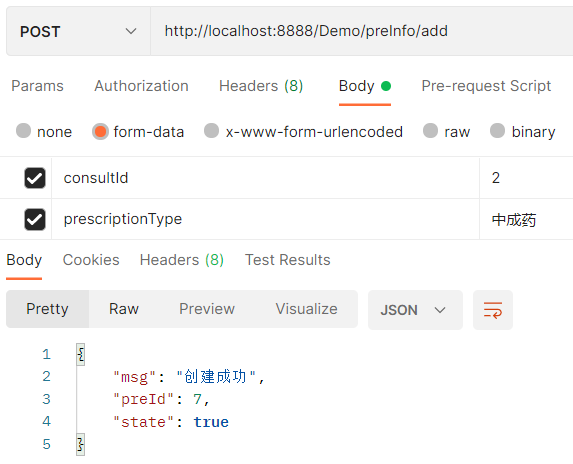 POST http://localhost:8888/Demo/preInfo/add
Params Authorization Headers (8) Body Pre-request Script
none form-data x-www-form-urlencoded raw binary
consultId 2
prescriptionType 中成药
Body Cookies Headers (8) Test Results
Pretty Raw Preview Visualize JSON
1 {
2 "msg": "创建成功",
3 "preId": 7,
4 "state": true
5 }